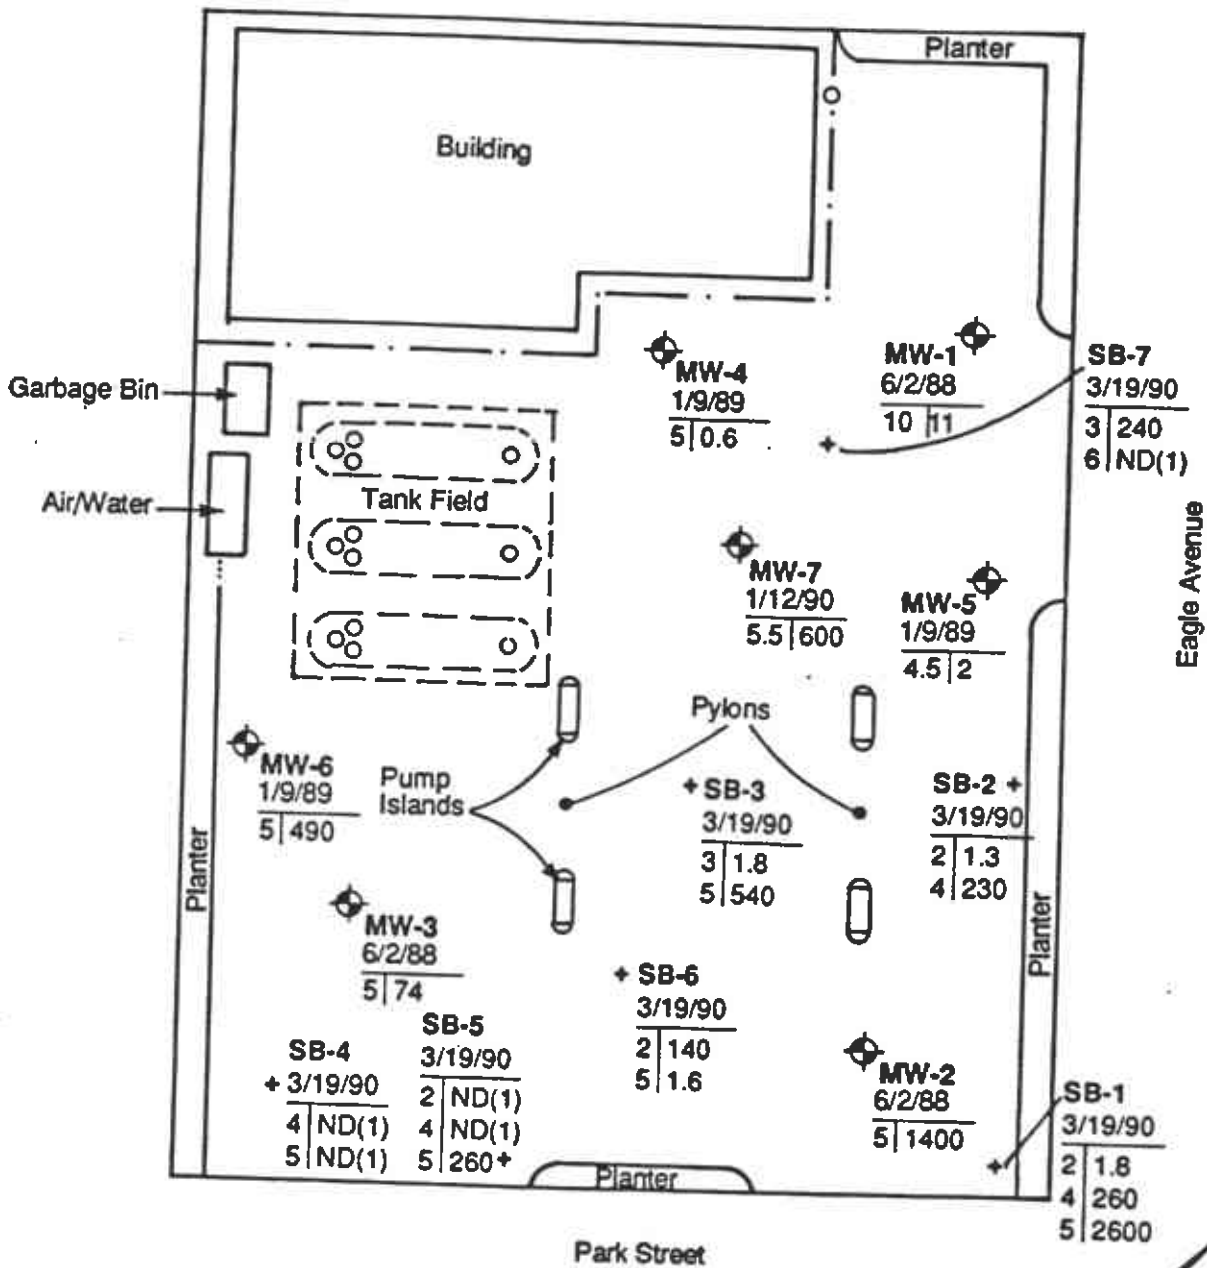 Planter
Building
Garbage Bin
Air/Water
Tank Field
MW-4
1/9/89
5 | 0.6
MW-1
6/2/88
10 | 11
SB-7
3/19/90
3 | 240
6 | ND(1)
MW-7
1/12/90
5.5 | 600
MW-5
1/9/89
4.5 | 2
Eagle Avenue
Pylons
MW-6
1/9/89
5 | 490
Pump
Islands
SB-3
3/19/90
3 | 1.8
5 | 540
SB-2
3/19/90
2 | 1.3
4 | 230
Planter
Planter
MW-3
6/2/88
5 | 74
SB-6
3/19/90
2 | 140
5 | 1.6
SB-4
3/19/90
4 | ND(1)
5 | ND(1)
SB-5
3/19/90
2 | ND(1)
4 | ND(1)
5 | 260
MW-2
6/2/88
5 | 1400
SB-1
3/19/90
2 | 1.8
4 | 260
5 | 2600
Planter
Park Street